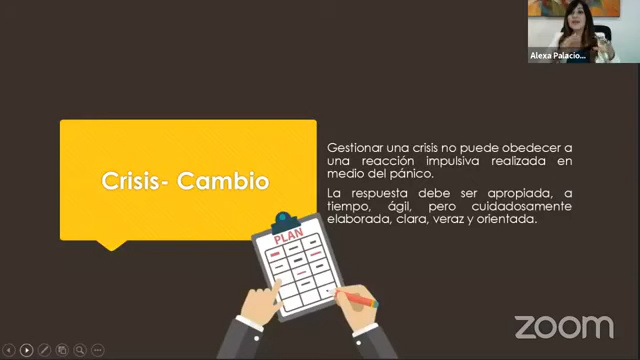 Alexa Palacio...
Crisis- Cambio
Gestionar una crisis no puede obedecer a
una reacción impulsiva realizada en
medio del pánico.
La respuesta debe ser apropiada, a
tiempo, ágil, pero cuidadosamente
elaborada, clara, veraz y orientada.
PLAN
zoom